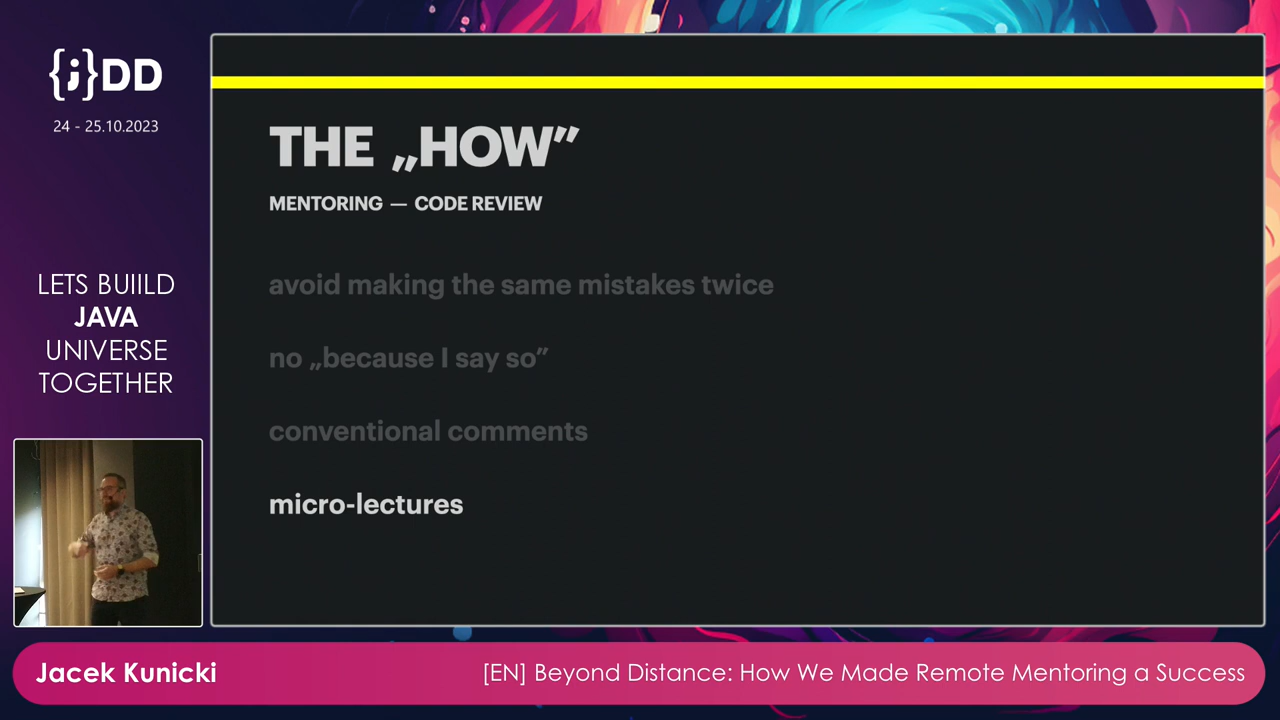 {j}DD
24 - 25.10.2023
LETS BUIILD
JAVA
UNIVERSE
TOGETHER
THE „HOW”
MENTORING — CODE REVIEW
avoid making the same mistakes twice
no „because I say so”
conventional comments
micro-lectures
Jacek Kunicki
[EN] Beyond Distance: How We Made Remote Mentoring a Success